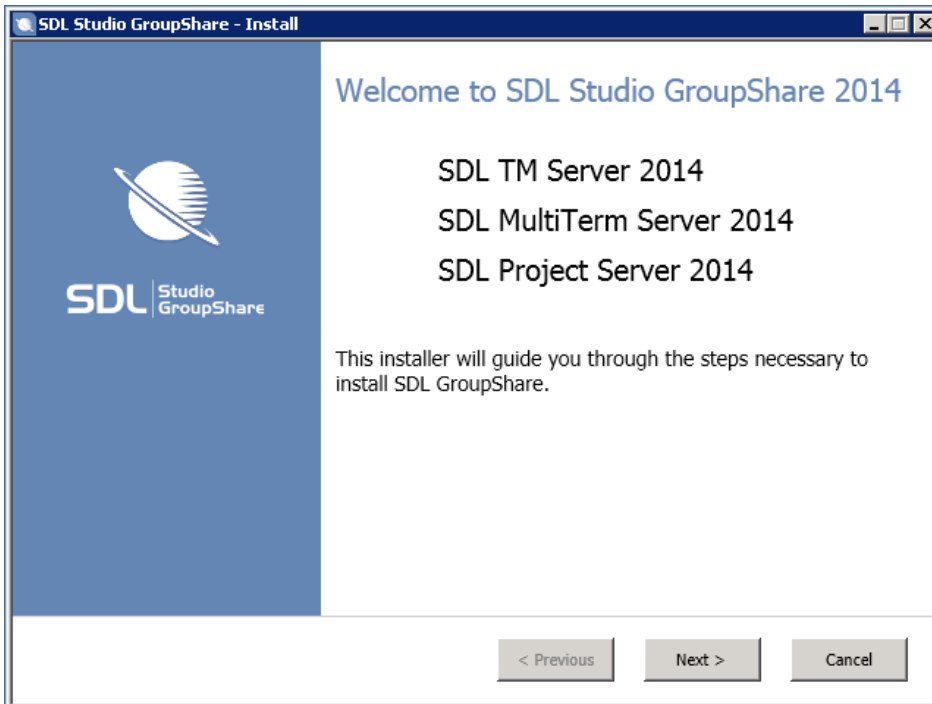 SDL Studio GroupShare - Install
Welcome to SDL Studio GroupShare 2014
SDL TM Server 2014
SDL MultiTerm Server 2014
SDL Project Server 2014
SDL Studio
GroupShare
This installer will guide you through the steps necessary to
install SDL GroupShare.
< Previous
Next >
Cancel